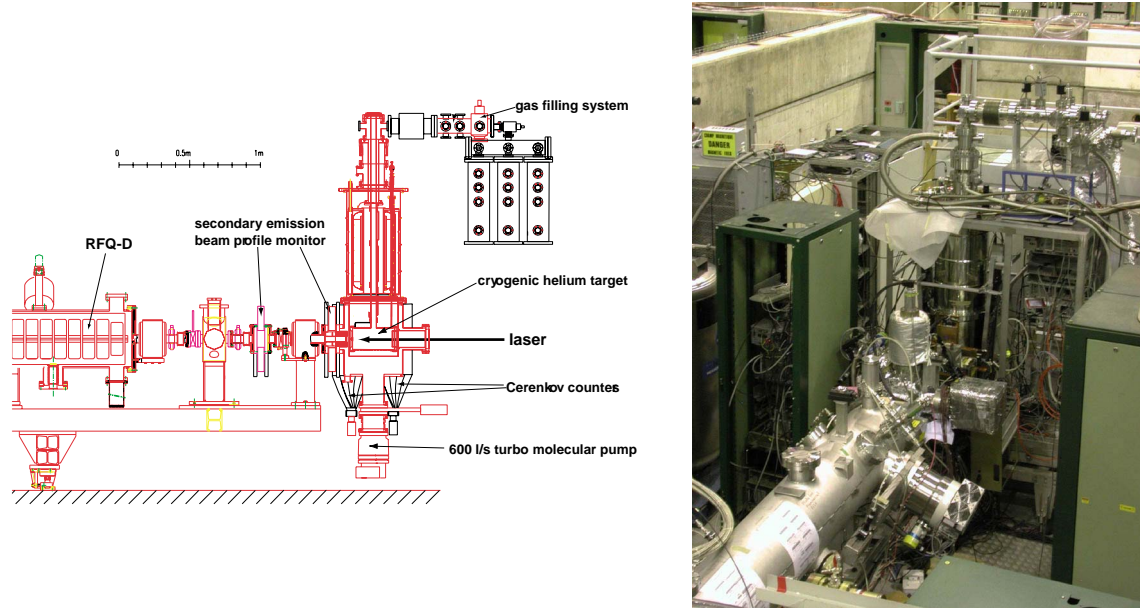 gas filling system
0
0.5m
1m
secondary emission
beam profile monitor
RFQ-D
cryogenic helium target
laser
Cerenkov counters
600 l/s turbo molecular pump
DANGER